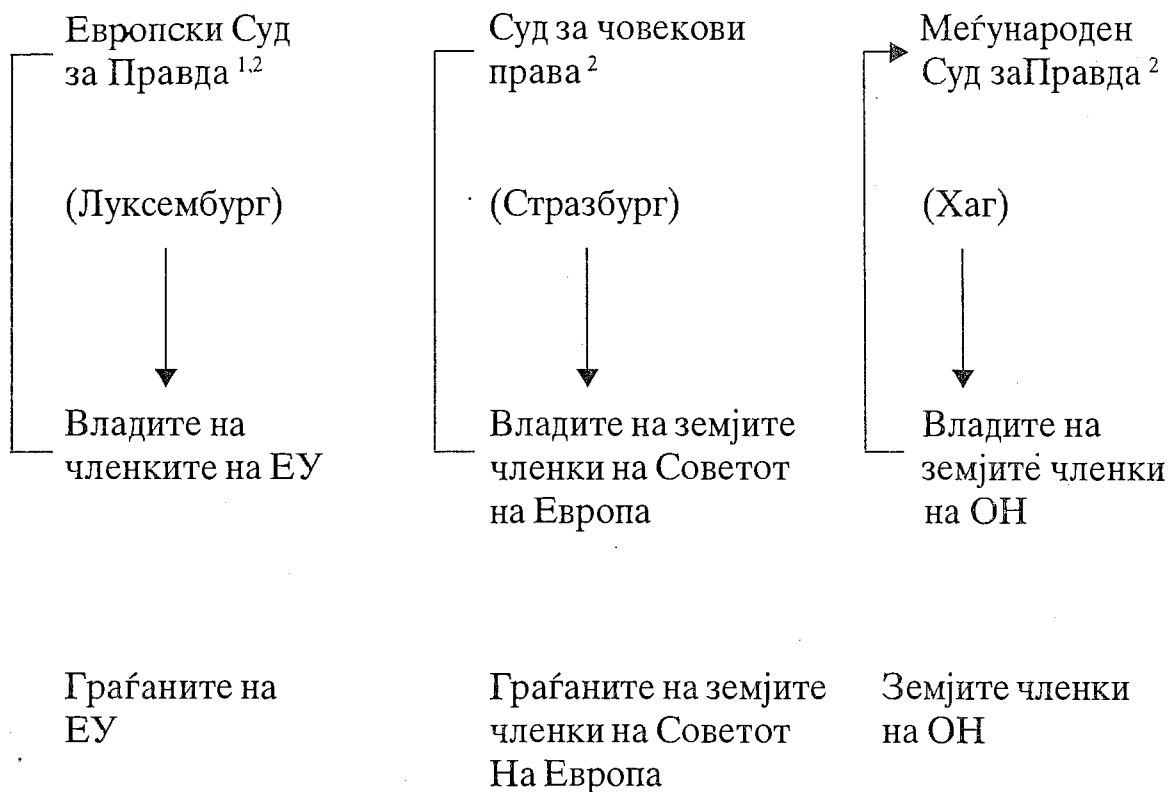 Европски Суд
за Правда 1,2
(Луксембург)
Владите на
членките на ЕУ
Граѓаните на
ЕУ
Суд за човекови
права 2
(Стразбург)
Владите на земјите
членки на Советот
на Европа
Граѓаните на земјите
членки на Советот
На Европа
Меѓународен
Суд заПравда 2
(Хаг)
Владите на
земјите членки
на ОН
Земјите членки
на ОН